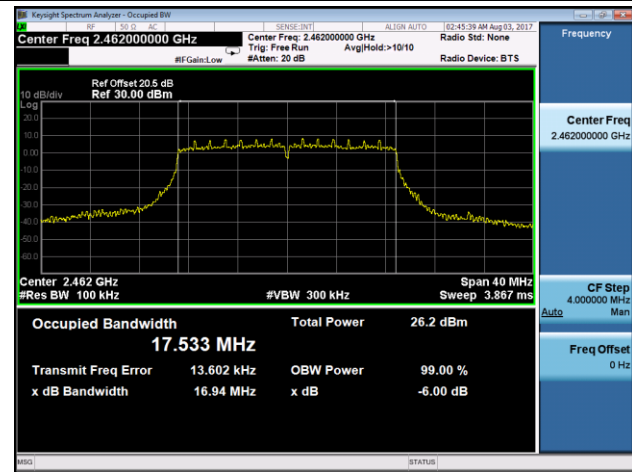 Keysight Spectrum Analyzer - Occupied BW
RF 50 Ω AC SENSE:INT ALIGN AUTO 02:45:39 AM Aug 03, 2017
Center Freq 2.462000000 GHz
Center Freq: 2.462000000 GHz
Radio Std: None
Trig: Free Run Avg|Hold:>10/10
#IFGain:Low
#Atten: 20 dB
Radio Device: BTS
Frequency
Ref Offset 20.5 dB
10 dB/div Ref 30.00 dBm
Log
20.0
10.0
0.00
-10.0
-20.0
-30.0
-40.0
-50.0
-60.0
Center Freq
2.462000000 GHz
Center 2.462 GHz Span 40 MHz
#Res BW 100 kHz #VBW 300 kHz Sweep 3.867 ms
CF Step
4.000000 MHz
Auto Man
Occupied Bandwidth Total Power 26.2 dBm
17.533 MHz
Transmit Freq Error 13.602 kHz OBW Power 99.00 %
x dB Bandwidth 16.94 MHz x dB -6.00 dB
Freq Offset
0 Hz
MSG STATUS